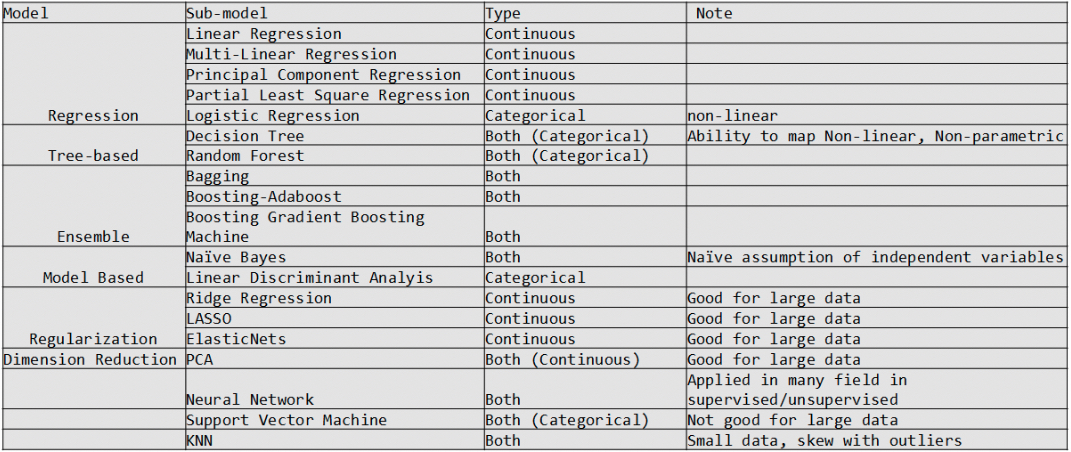 Model Sub-model Type Note
Linear Regression Continuous
Multi-Linear Regression Continuous
Principal Component Regression Continuous
Partial Least Square Regression Continuous
Regression Logistic Regression Categorical non-linear
Decision Tree Both (Categorical) Ability to map Non-linear, Non-parametric
Tree-based Random Forest Both (Categorical)
Bagging Both
Boosting-Adaboost Both
Boosting Gradient Boosting
Ensemble Machine Both
Naïve Bayes Both Naïve assumption of independent variables
Model Based Linear Discriminant Analyis Categorical
Ridge Regression Continuous Good for large data
LASSO Continuous Good for large data
Regularization ElasticNets Continuous Good for large data
Dimension Reduction PCA Both (Continuous) Good for large data
Applied in many field in
Neural Network Both supervised/unsupervised
Support Vector Machine Both (Categorical) Not good for large data
KNN Both Small data, skew with outliers